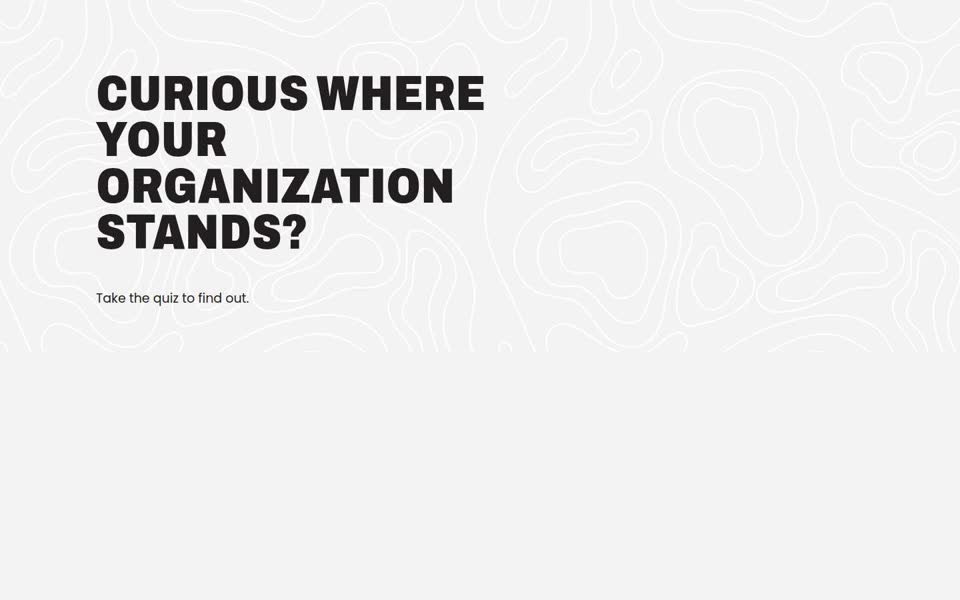 CURIOUS WHERE
YOUR
ORGANIZATION
STANDS?
Take the quiz to find out.